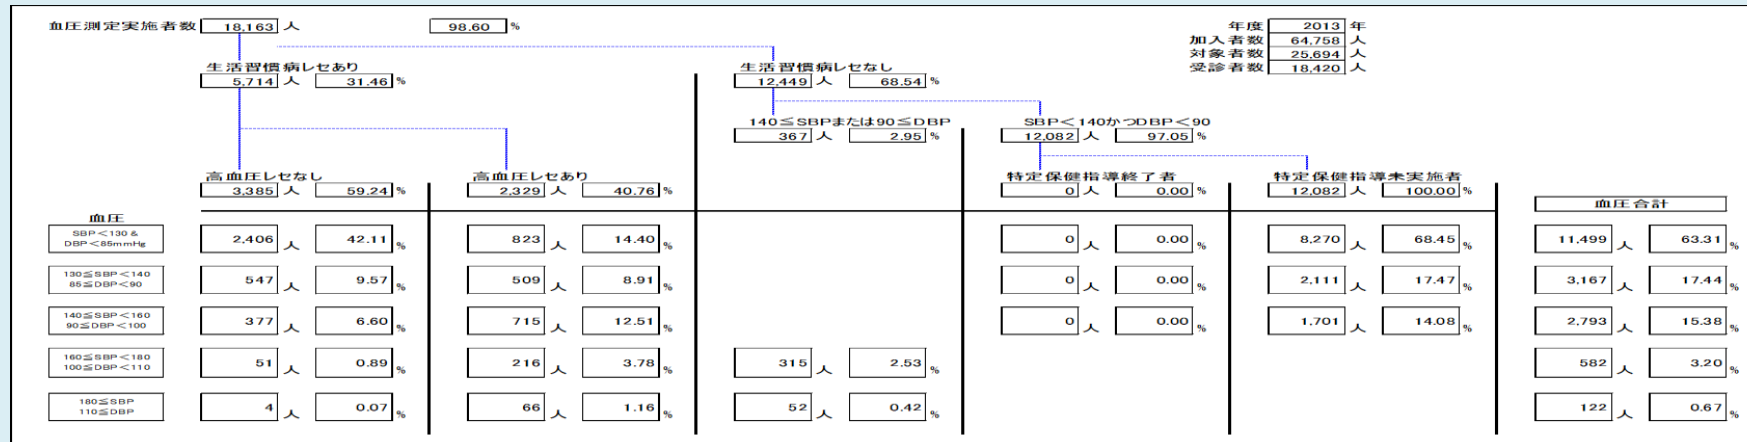 血圧測定実施者数 18,163 人 98.60 % 年度 2013 年
加入者数 64,758 人
対象者数 25,694 人
受診者数 18,420 人
生活習慣病レセあり 生活習慣病レセなし
5,714 人 31.46 % 12,449 人 68.54 %
140≦SBPまたは90≦DBP SBP<140かつDBP<90
367 人 2.95 % 12,082 人 97.05 %
高血圧レセなし 高血圧レセあり 特定保健指導終了者 特定保健指導未実施者
3,385 人 59.24 % 2,329 人 40.76 % 0 人 0.00 % 12,082 人 100.00 %
血圧 血圧合計
SBP<130 &
DBP<85mmHg
2,406 人 42.11 % 823 人 14.40 % 0 人 0.00 % 8,270 人 68.45 % 11,499 人 63.31 %
130≦SBP<140
85≦DBP<90
547 人 9.57 % 509 人 8.91 % 0 人 0.00 % 2,111 人 17.47 % 3,167 人 17.44 %
140≦SBP<160
90≦DBP<100
377 人 6.60 % 715 人 12.51 % 0 人 0.00 % 1,701 人 14.08 % 2,793 人 15.38 %
160≦SBP<180
100≦DBP<110
51 人 0.89 % 216 人 3.78 % 315 人 2.53 % 582 人 3.20 %
180≦SBP
110≦DBP
4 人 0.07 % 66 人 1.16 % 52 人 0.42 % 122 人 0.67 %